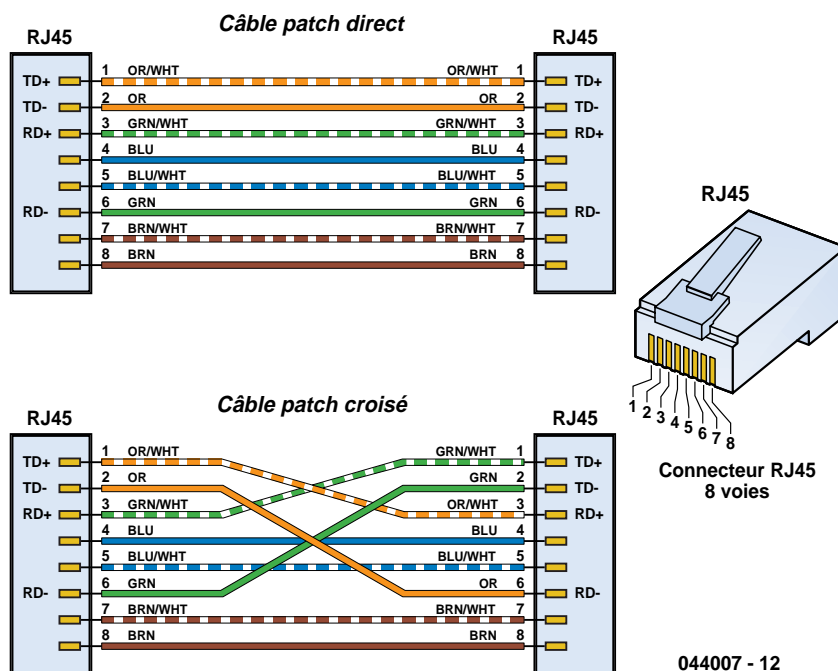 Câble patch direct
RJ45 RJ45
1 OR/WHT OR/WHT 1
TD+ TD+
2 OR OR 2
TD- TD-
3 GRN/WHT GRN/WHT 3
RD+ RD+
4 BLU BLU 4
5 BLU/WHT BLU/WHT 5
6 GRN GRN 6
RD- RD-
7 BRN/WHT BRN/WHT 7
8 BRN BRN 8
RJ45
1 2 3 4 5 6 7 8
Connecteur RJ45
8 voies
Câble patch croisé
RJ45 RJ45
1 OR/WHT GRN/WHT 1
TD+ TD+
2 OR GRN 2
TD- TD-
3 GRN/WHT OR/WHT 3
RD+ RD+
4 BLU BLU 4
5 BLU/WHT BLU/WHT 5
6 GRN OR 6
RD- RD-
7 BRN/WHT BRN/WHT 7
8 BRN BRN 8
044007 - 12